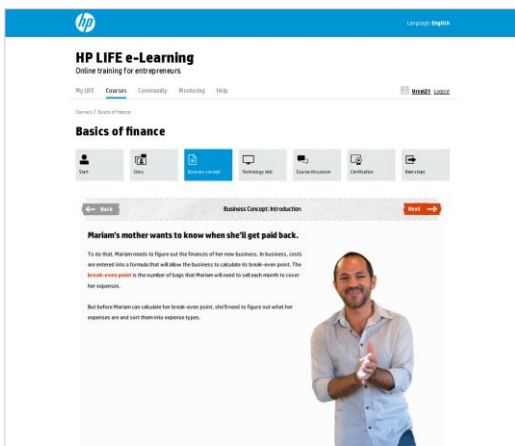 hp
Language: English
HP LIFE e-Learning
Online training for entrepreneurs
My LIFE Courses Community Mentoring Help
Logout
Courses / Basics of finance
Basics of finance
Start Story Business concept Technology skill Course discussion Certification Next steps
Back Business Concept: Introduction Next
Mariam's mother wants to know when she'll get paid back.
To do that, Mariam needs to figure out the finances of her new business. In business, costs
are entered into a formula that will allow the business to calculate its break-even point. The
break-even point is the number of bags that Mariam will need to sell each month to cover
her expenses.
But before Mariam can calculate her break-even point, she'll need to figure out what her
expenses are and sort them into expense types.